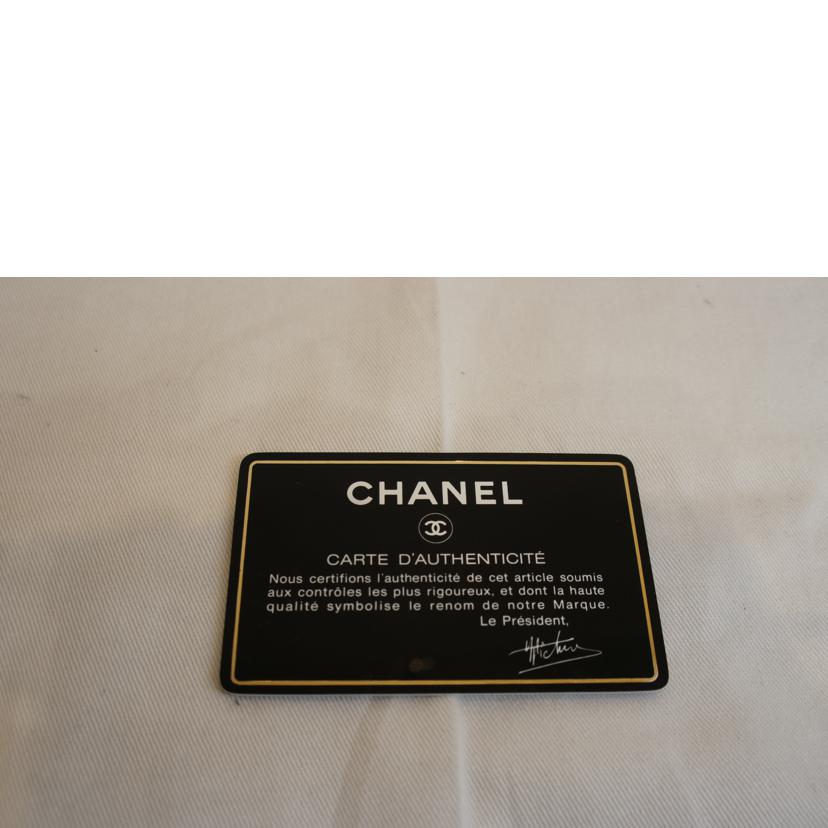 CHANEL
CARTE D'AUTHENTICITÉ
Nous certifions l'authenticité de cet article soumis
aux contrôles les plus rigoureux, et dont la haute
qualité symbolise le renom de notre Marque.
Le Président,